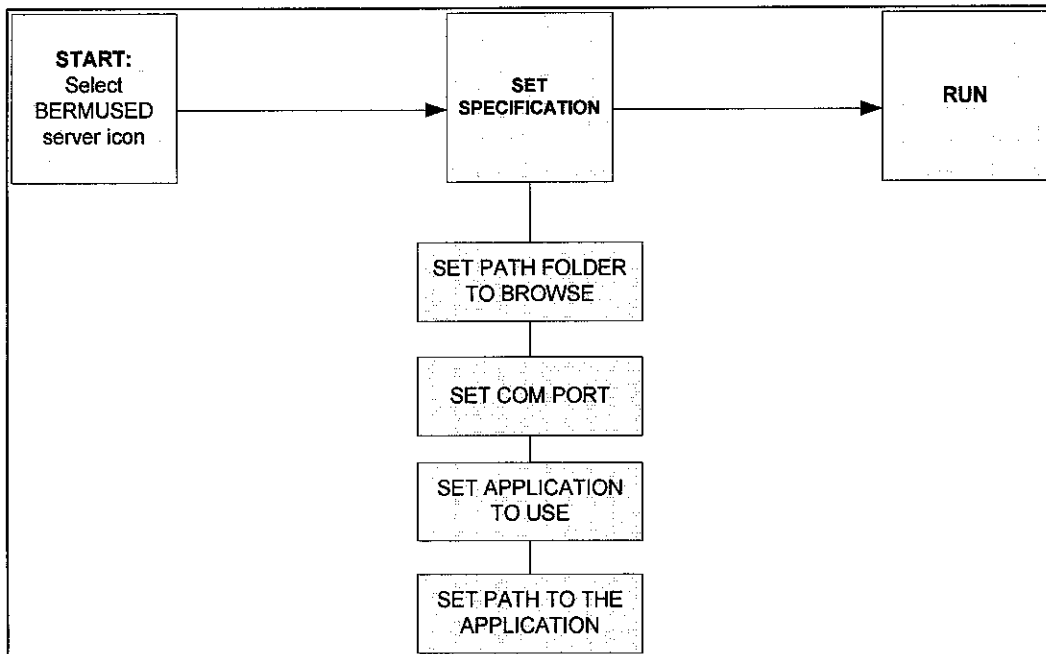 START:
Select
BERMUSED
server icon
SET
SPECIFICATION
RUN
SET PATH FOLDER
TO BROWSE
SET COM PORT
SET APPLICATION
TO USE
SET PATH TO THE
APPLICATION